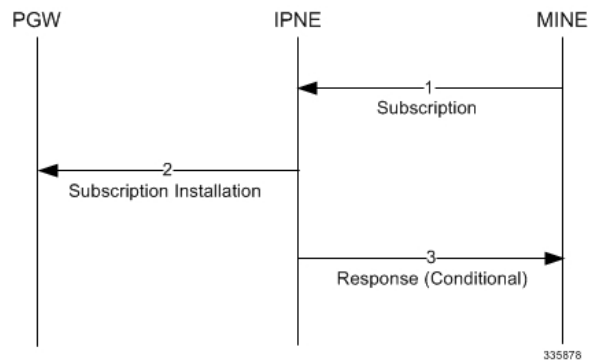 PGW
IPNE
MINE
1
Subscription
2
Subscription Installation
3
Response (Conditional)
335878